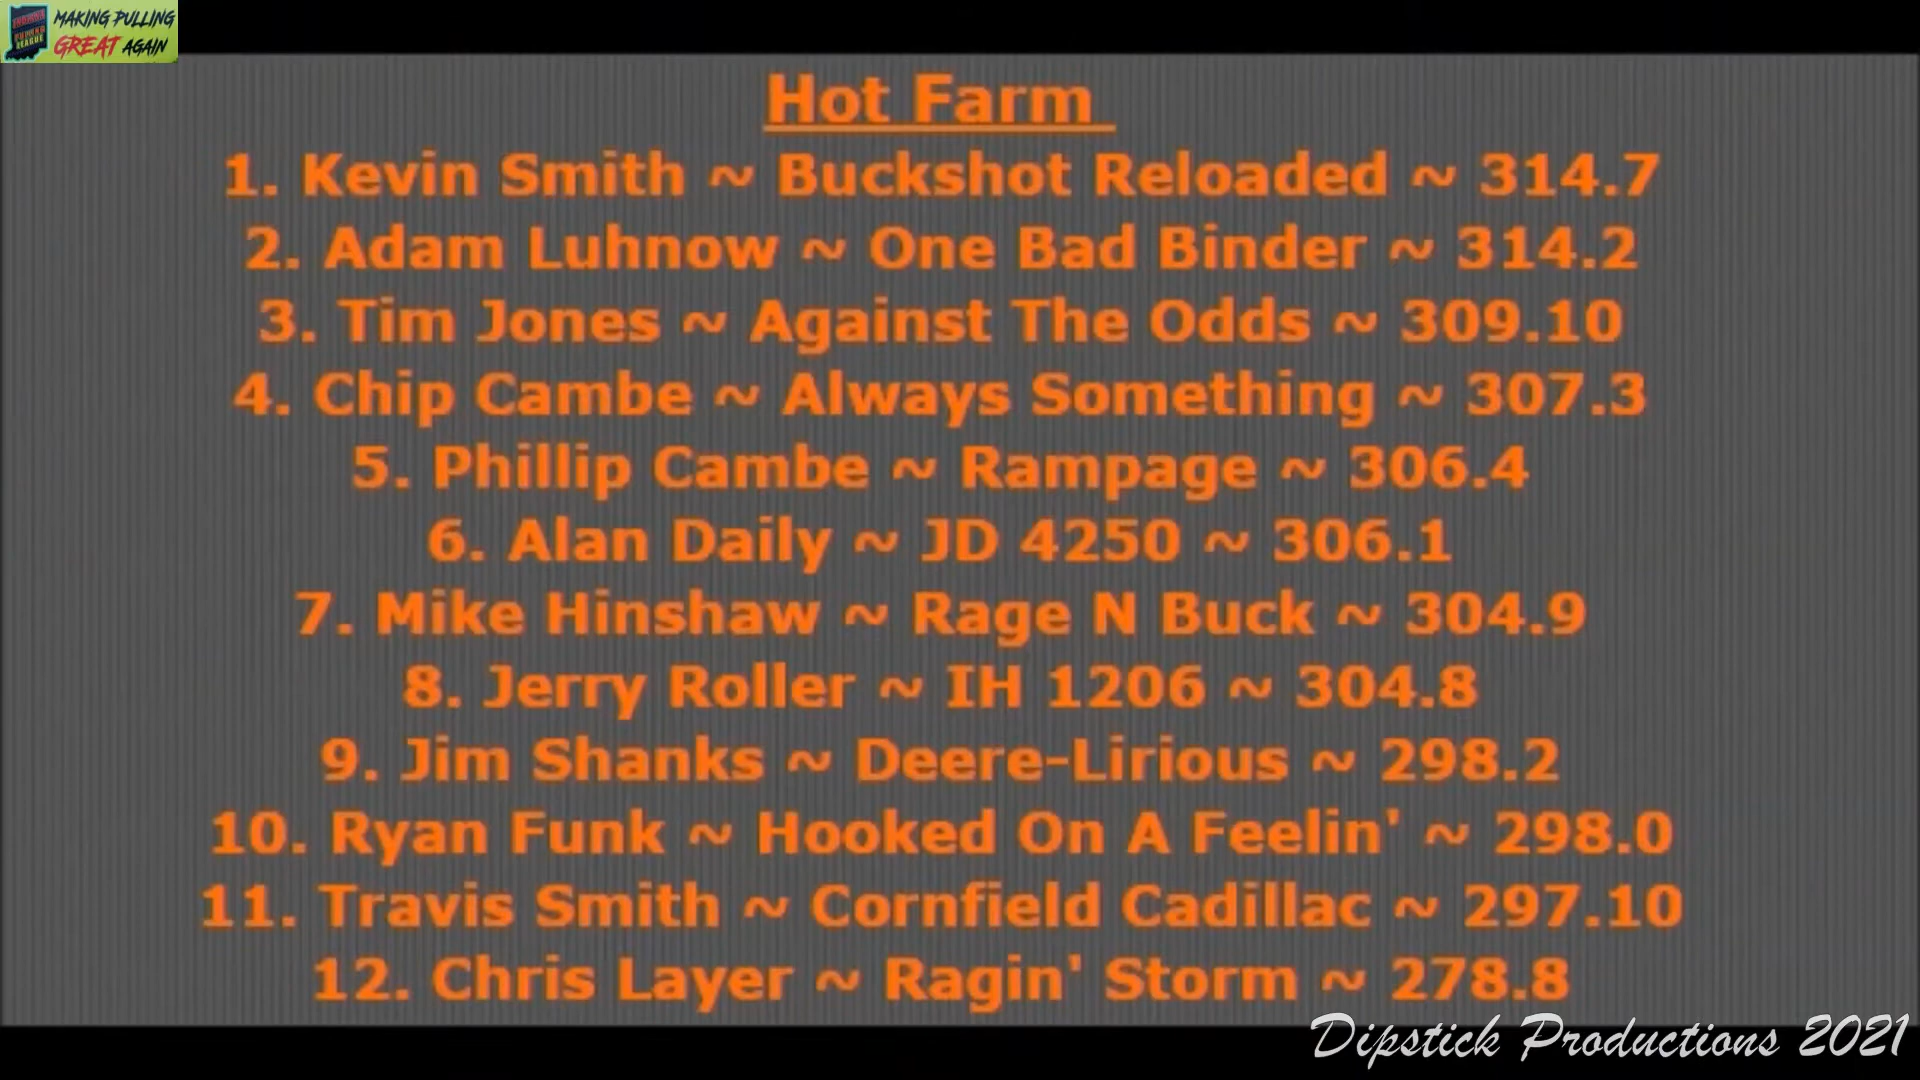 MAKING PULLING
GREAT AGAIN
INDIANA
PULLING
LEAGUE
Hot Farm
1. Kevin Smith ~ Buckshot Reloaded ~ 314.7
2. Adam Luhnow ~ One Bad Binder ~ 314.2
3. Tim Jones ~ Against The Odds ~ 309.10
4. Chip Cambe ~ Always Something ~ 307.3
5. Phillip Cambe ~ Rampage ~ 306.4
6. Alan Daily ~ JD 4250 ~ 306.1
7. Mike Hinshaw ~ Rage N Buck ~ 304.9
8. Jerry Roller ~ IH 1206 ~ 304.8
9. Jim Shanks ~ Deere-Lirious ~ 298.2
10. Ryan Funk ~ Hooked On A Feelin' ~ 298.0
11. Travis Smith ~ Cornfield Cadillac ~ 297.10
12. Chris Layer ~ Ragin' Storm ~ 278.8
Dipstick Productions 2021